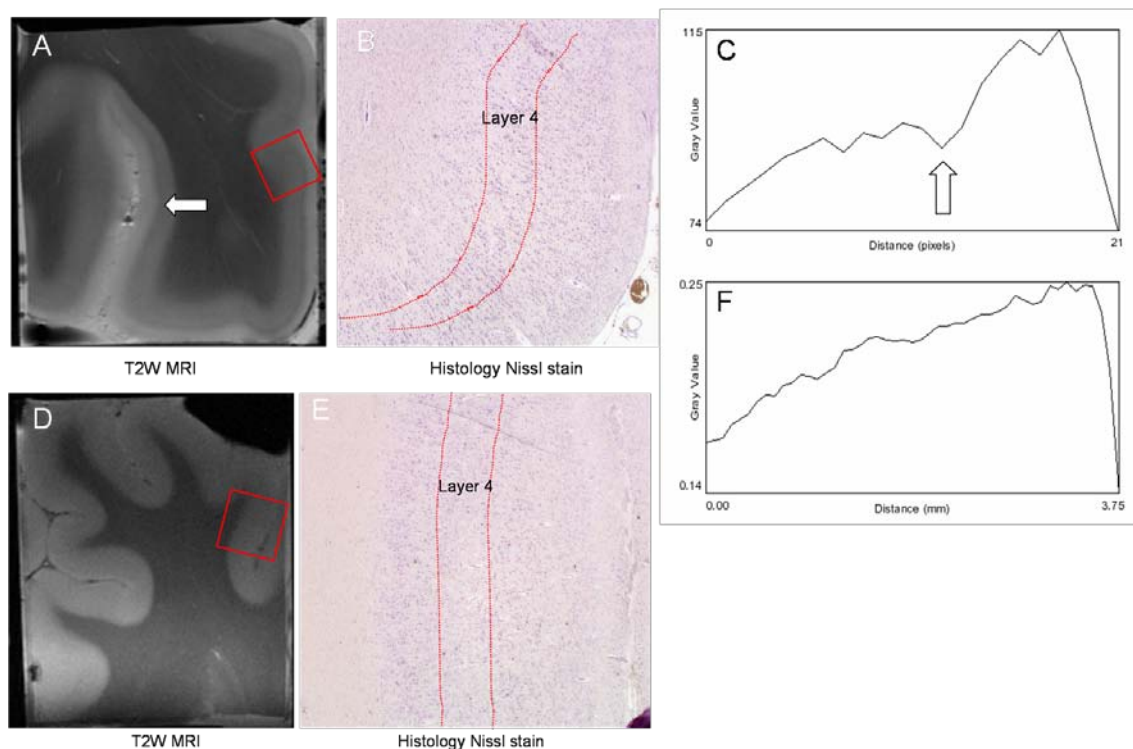 A
B
Layer 4
T2W MRI
Histology Nissl stain
C
115
Gray Value
74
0
Distance (pixels)
21
D
E
Layer 4
T2W MRI
Histology Nissl stain
F
0.25
Gray Value
0.14
0.00
Distance (mm)
3.75